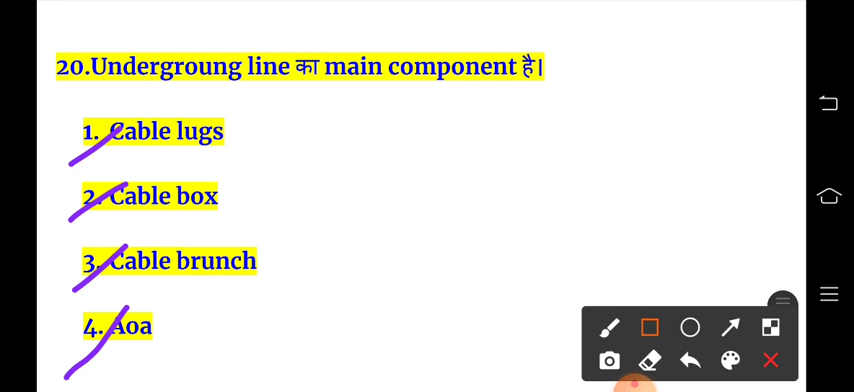 20.Undergroung line का main component है।
1. Cable lugs
2. Cable box
3. Cable brunch
4. Aoa